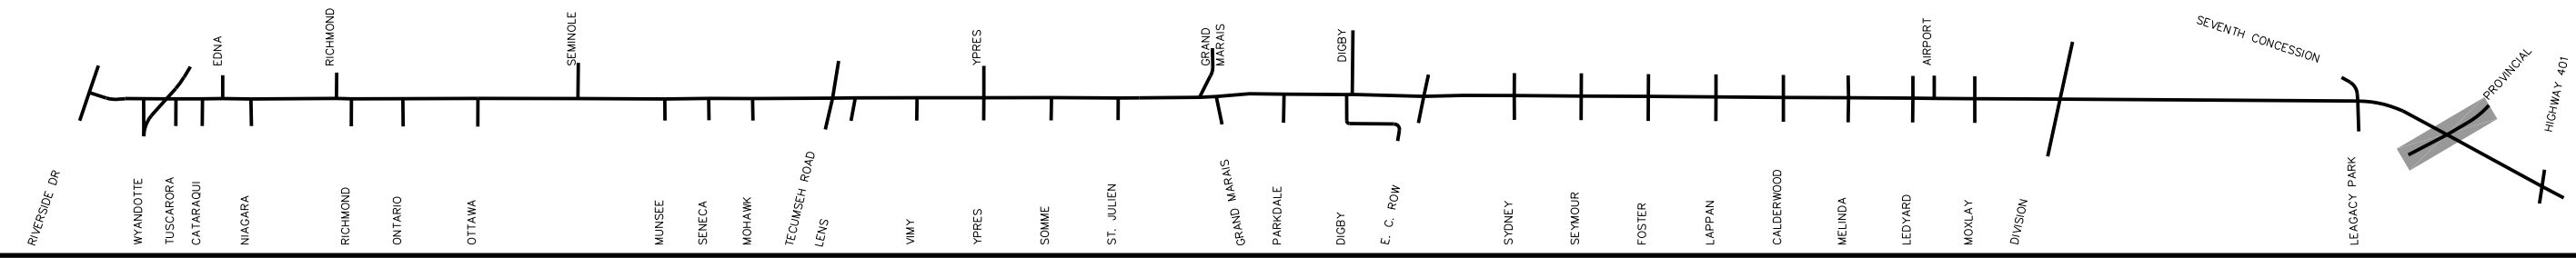 EDNA
RICHMOND
SEMINOLE
YPRES
GRAND
MARAIS
DIGBY
AIRPORT
SEVENTH CONCESSION
PROVINCIAL
HIGHWAY 401
RIVERSIDE DR
WYANDOTTE
TUSCARORA
CATARAQUI
NIAGARA
RICHMOND
ONTARIO
OTTAWA
MUNSEE
SENECA
MOHAWK
TECUMSEH ROAD
LENS
VIMY
YPRES
SOMME
ST. JULIEN
GRAND MARAIS
PARKDALE
DIGBY
E. C. ROW
SYDNEY
SEYMOUR
FOSTER
LAPPAN
CALDERWOOD
MELINDA
LEDYARD
MOXLAY
DIVISION
LEAGACY PARK